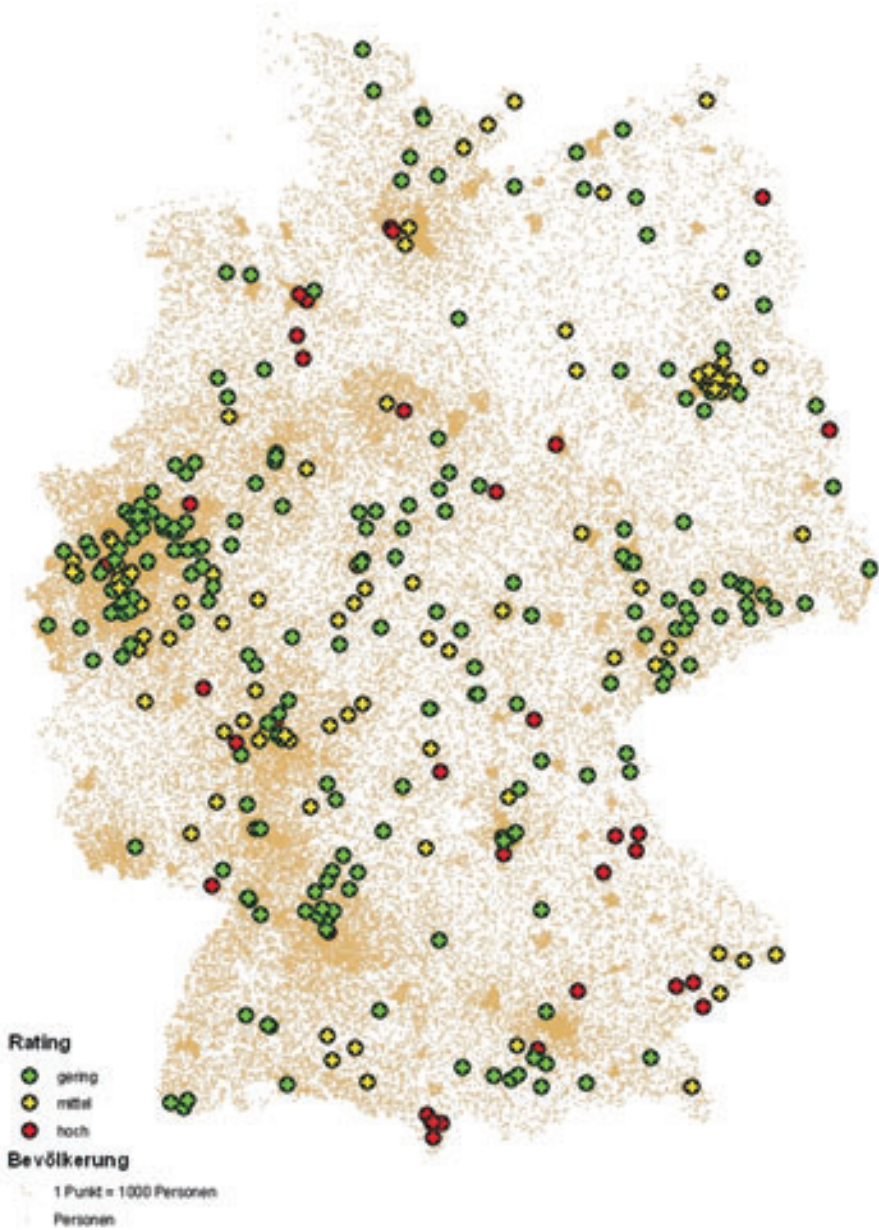 Rating
gering
mittel
hoch
Bevölkerung
1 Punkt = 1000 Personen
Personen